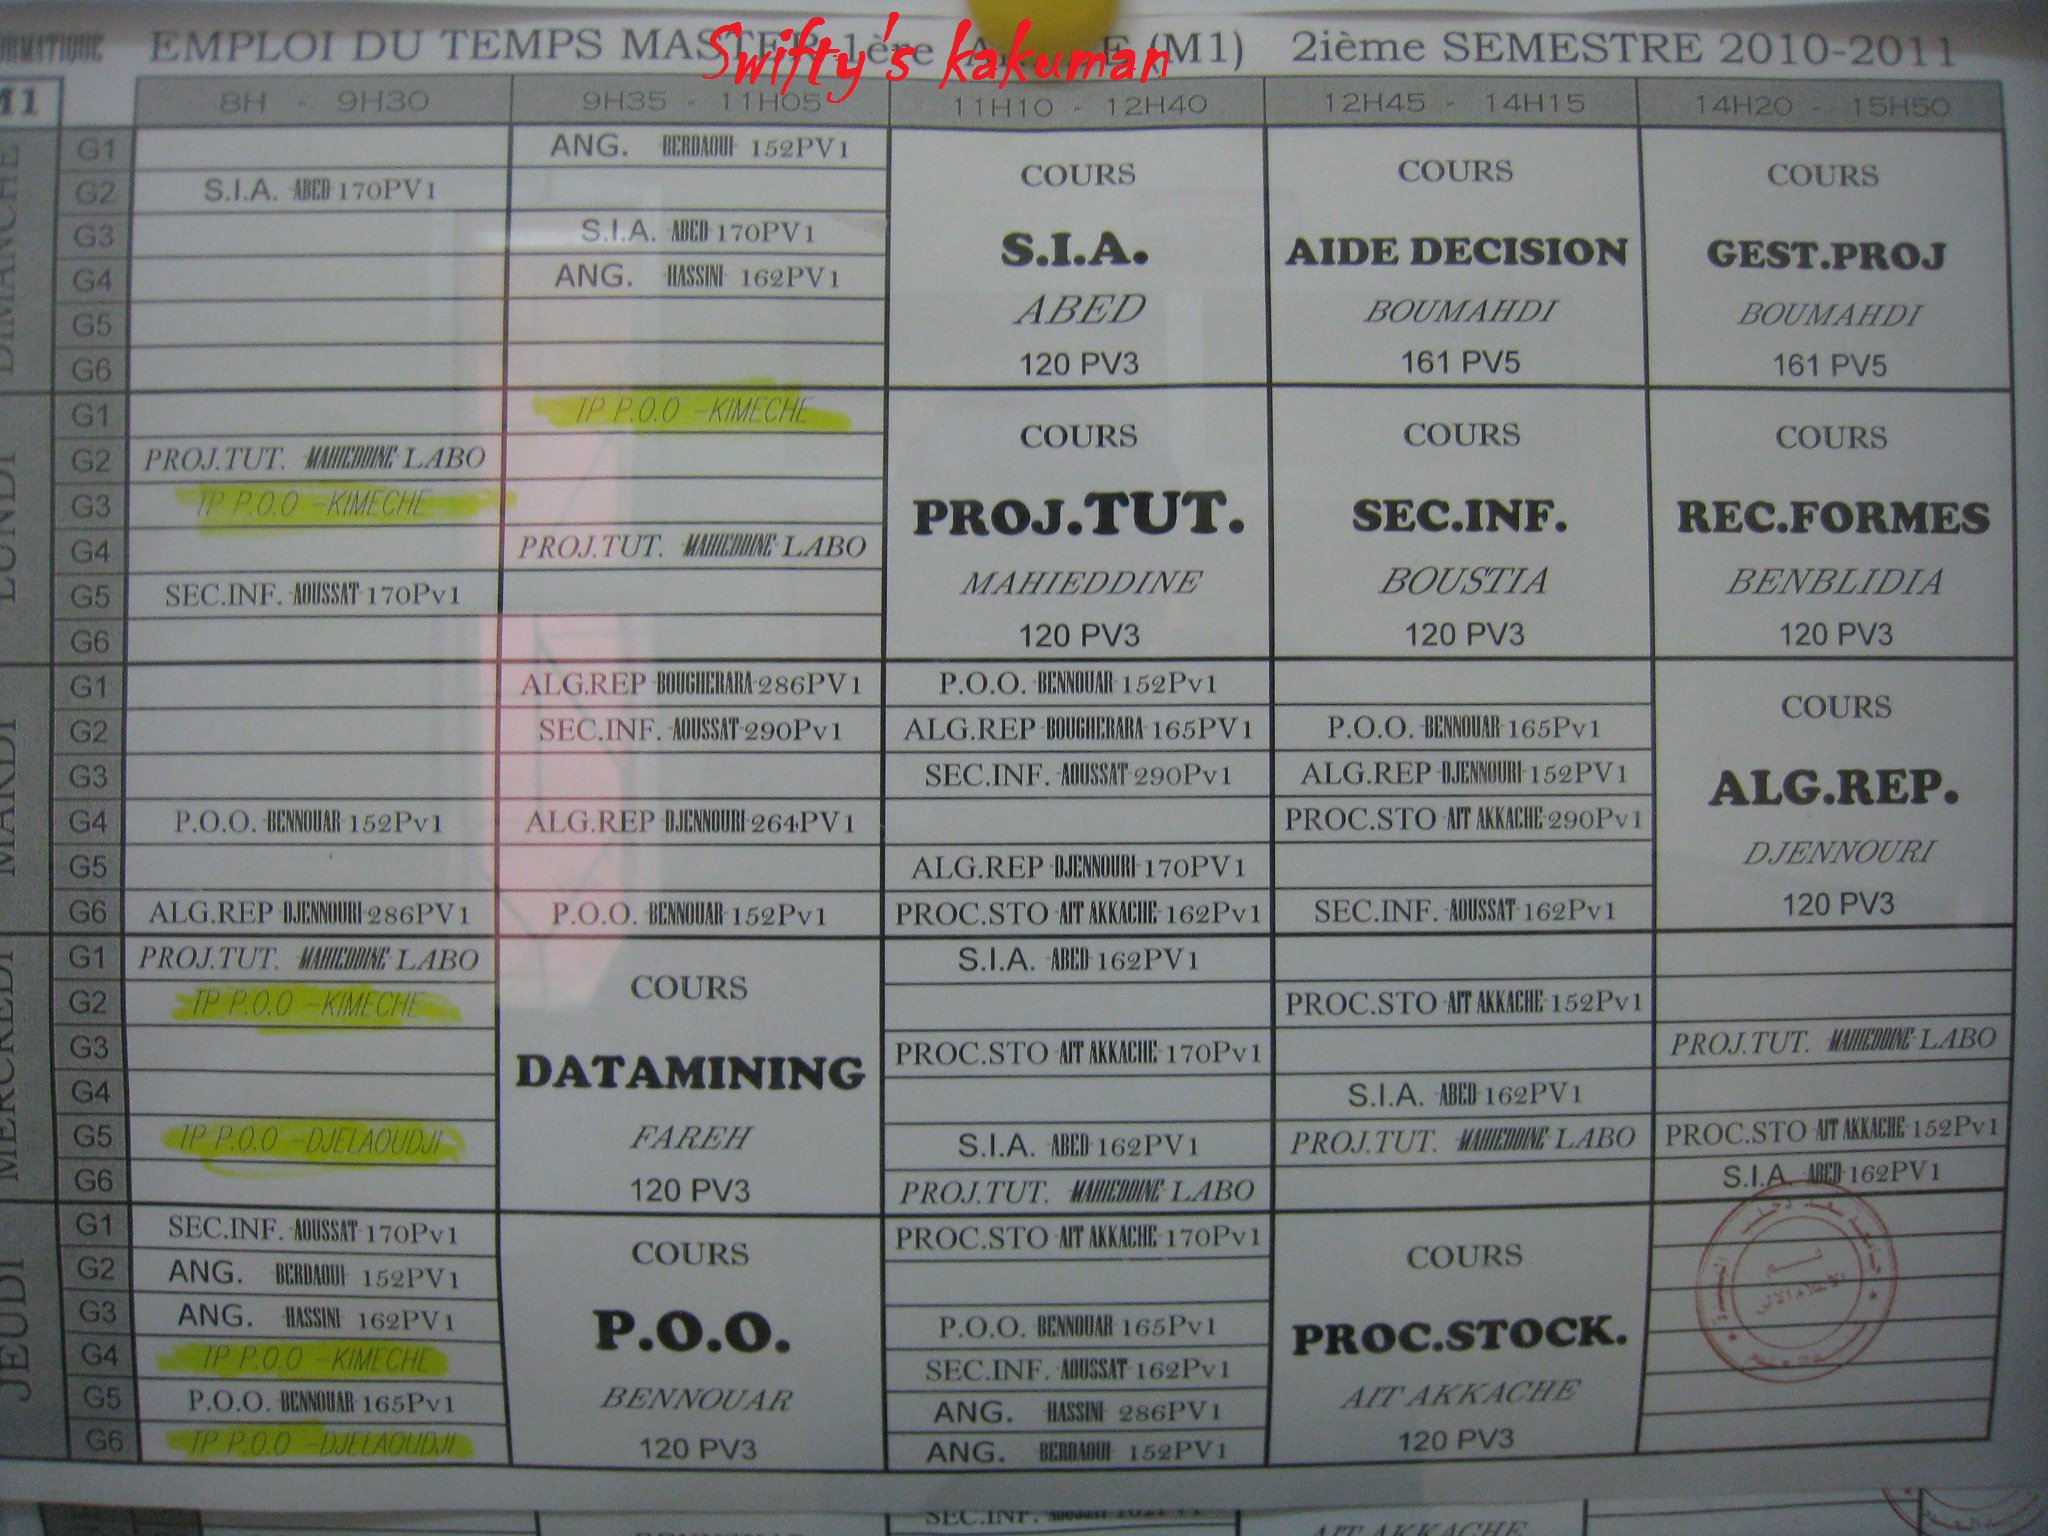 Swifty's kakuman
EMPLOI DU TEMPS MASTER 1ère (M1) 2ième SEMESTRE 2010-2011
M1 8H - 9H30 9H35 - 11H05 11H10 - 12H40 12H45 - 14H15 14H20 - 15H50
DIMANCHE
G1 ANG. BERDAOUI 152PV1
G2 S.I.A. ABED 170PV1
G3 S.I.A. ABED 170PV1
G4 ANG. HASSINI 162PV1
G5
G6
COURS
S.I.A.
ABED
120 PV3
COURS
AIDE DECISION
BOUMAHDI
161 PV5
COURS
GEST.PROJ
BOUMAHDI
161 PV5
LUNDI
G1 TP P.O.O -KIMECHE
G2 PROJ.TUT. MAHIEDDINE LABO
G3 TP P.O.O -KIMECHE
G4 PROJ.TUT. MAHIEDDINE LABO
G5 SEC.INF. AOUSSAT 170Pv1
G6
COURS
PROJ.TUT.
MAHIEDDINE
120 PV3
COURS
SEC.INF.
BOUSTIA
120 PV3
COURS
REC.FORMES
BENBLIDIA
120 PV3
MARDI
G1 ALG.REP BOUGHERARA 286PV1 P.O.O. BENNOUAR 152Pv1
G2 SEC.INF. AOUSSAT 290Pv1 ALG.REP BOUGHERARA 165PV1 P.O.O. BENNOUAR 165Pv1
G3 SEC.INF. AOUSSAT 290Pv1 ALG.REP DJENNOURI 152PV1
G4 P.O.O. BENNOUAR 152Pv1 ALG.REP DJENNOURI 264PV1 PROC.STO AIT AKKACHE 290Pv1
G5 ALG.REP DJENNOURI 170PV1
G6 ALG.REP DJENNOURI 286PV1 P.O.O. BENNOUAR 152Pv1 PROC.STO AIT AKKACHE 162Pv1 SEC.INF. AOUSSAT 162Pv1
COURS
ALG.REP.
DJENNOURI
120 PV3
MERCREDI
G1 PROJ.TUT. MAHIEDDINE LABO S.I.A. ABED 162PV1
G2 TP P.O.O -KIMECHE PROC.STO AIT AKKACHE 152Pv1
G3 PROC.STO AIT AKKACHE 170Pv1 PROJ.TUT. MAHIEDDINE LABO
G4 S.I.A. ABED 162PV1
G5 TP P.O.O -DJELAOUDJI S.I.A. ABED 162PV1 PROJ.TUT. MAHIEDDINE LABO PROC.STO AIT AKKACHE 152Pv1
G6 PROJ.TUT. MAHIEDDINE LABO S.I.A. ABED 162PV1
COURS
DATAMINING
FAREH
120 PV3
JEUDI
G1 SEC.INF. AOUSSAT 170Pv1 PROC.STO AIT AKKACHE 170Pv1
G2 ANG. BERDAOUI 152PV1
G3 ANG. HASSINI 162PV1 P.O.O. BENNOUAR 165Pv1
G4 TP P.O.O -KIMECHE SEC.INF. AOUSSAT 162Pv1
G5 P.O.O. BENNOUAR 165Pv1 ANG. HASSINI 286PV1
G6 TP P.O.O -DJELAOUDJI ANG. BERDAOUI 152PV1
COURS
P.O.O.
BENNOUAR
120 PV3
COURS
PROC.STOCK.
AIT AKKACHE
120 PV3
SEC.INF.
AIT AKKACHE